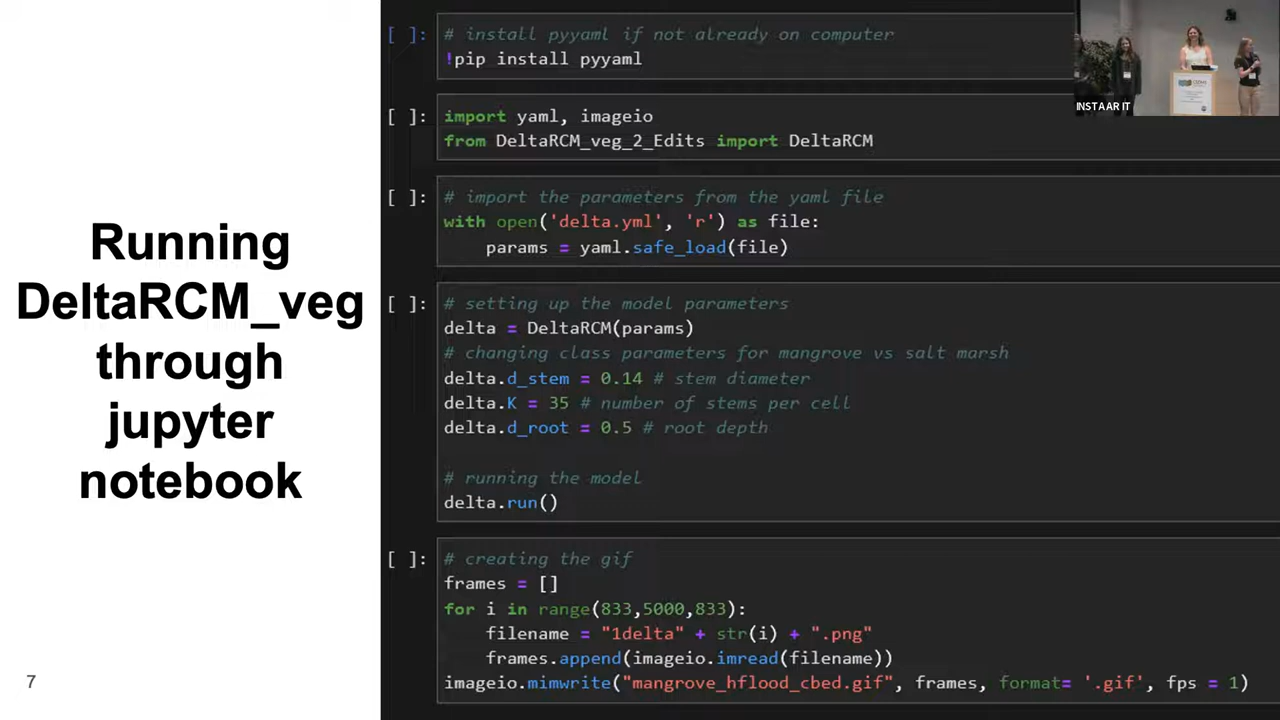 Running
DeltaRCM_veg
through
jupyter
notebook
7
[ ]:
# install pyyaml if not already on computer
!pip install pyyaml
[ ]:
import yaml, imageio
from DeltaRCM_veg_2_Edits import DeltaRCM
[ ]:
# import the parameters from the yaml file
with open('delta.yml', 'r') as file:
    params = yaml.safe_load(file)
[ ]:
# setting up the model parameters
delta = DeltaRCM(params)
# changing class parameters for mangrove vs salt marsh
delta.d_stem = 0.14 # stem diameter
delta.K = 35 # number of stems per cell
delta.d_root = 0.5 # root depth
# running the model
delta.run()
[ ]:
# creating the gif
frames = []
for i in range(833,5000,833):
    filename = "1delta" + str(i) + ".png"
    frames.append(imageio.imread(filename))
imageio.mimwrite("mangrove_hflood_cbed.gif", frames, format= '.gif', fps = 1)
INSTAAR IT